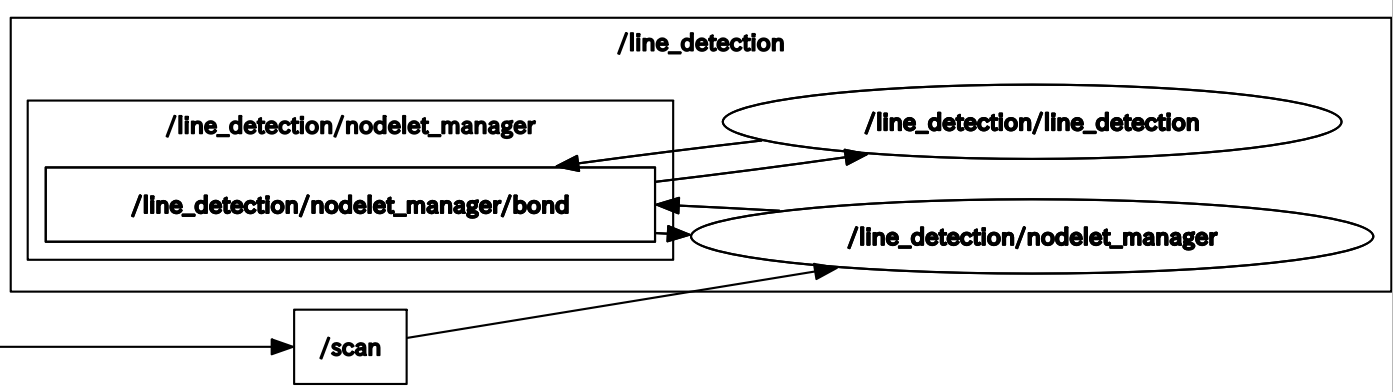 /line_detection
/line_detection/nodelet_manager
/line_detection/line_detection
/line_detection/nodelet_manager/bond
/line_detection/nodelet_manager
/scan